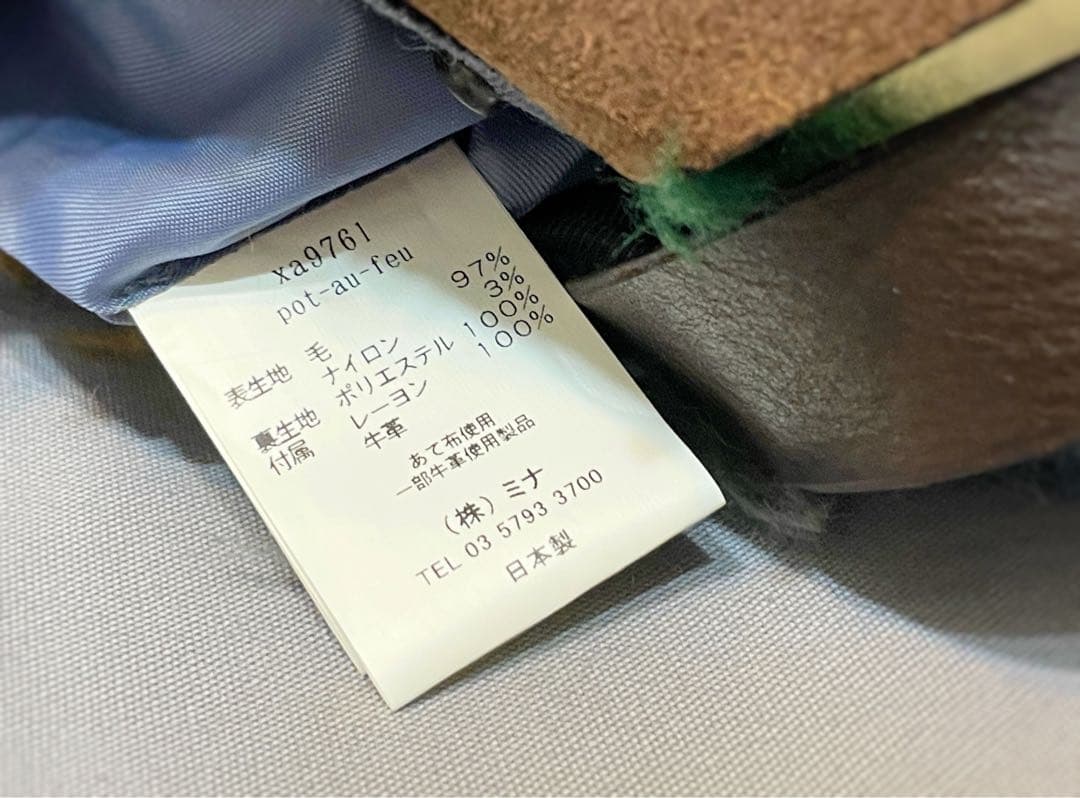 xa9761
pot-au-feu
表生地 毛 97%
ナイロン 3%
裏生地 ポリエステル 100%
付属 レーヨン 100%
牛革
あて布使用
一部牛革使用製品
（株）ミナ
TEL 03 5793 3700
日本製